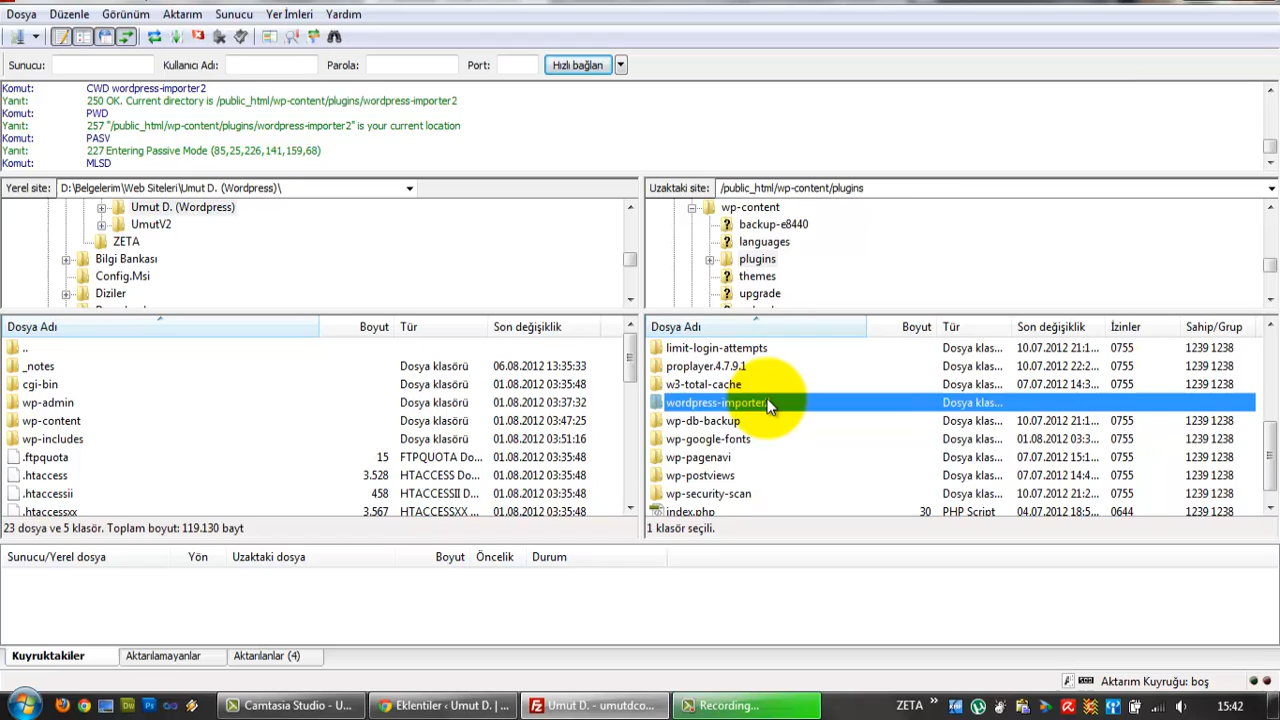 Dosya Düzenle Görünüm Aktarım Sunucu Yer İmleri Yardım
Sunucu: Kullanıcı Adı: Parola: Port: Hızlı bağlan
Komut: CWD wordpress-importer2
Yanıt: 250 OK. Current directory is /public_html/wp-content/plugins/wordpress-importer2
Komut: PWD
Yanıt: 257 "/public_html/wp-content/plugins/wordpress-importer2" is your current location
Komut: PASV
Yanıt: 227 Entering Passive Mode (85,25,226,141,159,68)
Komut: MLSD
Yerel site: D:\Belgelerim\Web Siteleri\Umut D. (Wordpress)\
Umut D. (Wordpress)
UmutV2
ZETA
Bilgi Bankası
Config.Msi
Diziler
Uzaktaki site: /public_html/wp-content/plugins
wp-content
backup-e8440
languages
plugins
themes
upgrade
Dosya Adı Boyut Tür Son değişiklik
..
_notes Dosya klasörü 06.08.2012 13:35:33
cgi-bin Dosya klasörü 01.08.2012 03:35:34
wp-admin Dosya klasörü 01.08.2012 03:37:32
wp-content Dosya klasörü 01.08.2012 03:47:25
wp-includes Dosya klasörü 01.08.2012 03:51:16
.ftpquota 15 FTPQUOTA Do... 01.08.2012 03:35:48
.htaccess 3.528 HTACCESS Do... 01.08.2012 03:35:48
.htaccessii 458 HTACCESSII D... 01.08.2012 03:35:48
.htaccessxx 3.567 HTACCESSXX ... 01.08.2012 03:35:48
23 dosya ve 5 klasör. Toplam boyut: 119.130 bayt
Dosya Adı Boyut Tür Son değişiklik İzinler Sahip/Grup
limit-login-attempts Dosya klas... 10.07.2012 21:1... 0755 1239 1238
proplayer.4.7.9.1 Dosya klas... 10.07.2012 22:2... 0755 1239 1238
w3-total-cache Dosya klas... 07.07.2012 14:3... 0755 1239 1238
wordpress-importer Dosya klas...
wp-db-backup Dosya klas... 10.07.2012 21:1... 0755 1239 1238
wp-google-fonts Dosya klas... 01.08.2012 03:3... 0755 1239 1238
wp-pagenavi Dosya klas... 07.07.2012 15:1... 0755 1239 1238
wp-postviews Dosya klas... 07.07.2012 14:4... 0755 1239 1238
wp-security-scan Dosya klas... 10.07.2012 21:2... 0755 1239 1238
index.php 30 PHP Script 04.07.2012 18:5... 0644 1239 1238
1 klasör seçili.
Sunucu/Yerel dosya Yön Uzaktaki dosya Boyut Öncelik Durum
Kuyruktakiler Aktarılamayanlar Aktarılanlar (4)
Aktarım Kuyruğu: boş
Camtasia Studio - U... Eklentiler ‹ Umut D. | ... Umut D. - umutdco... Recording... ZETA » 15:42